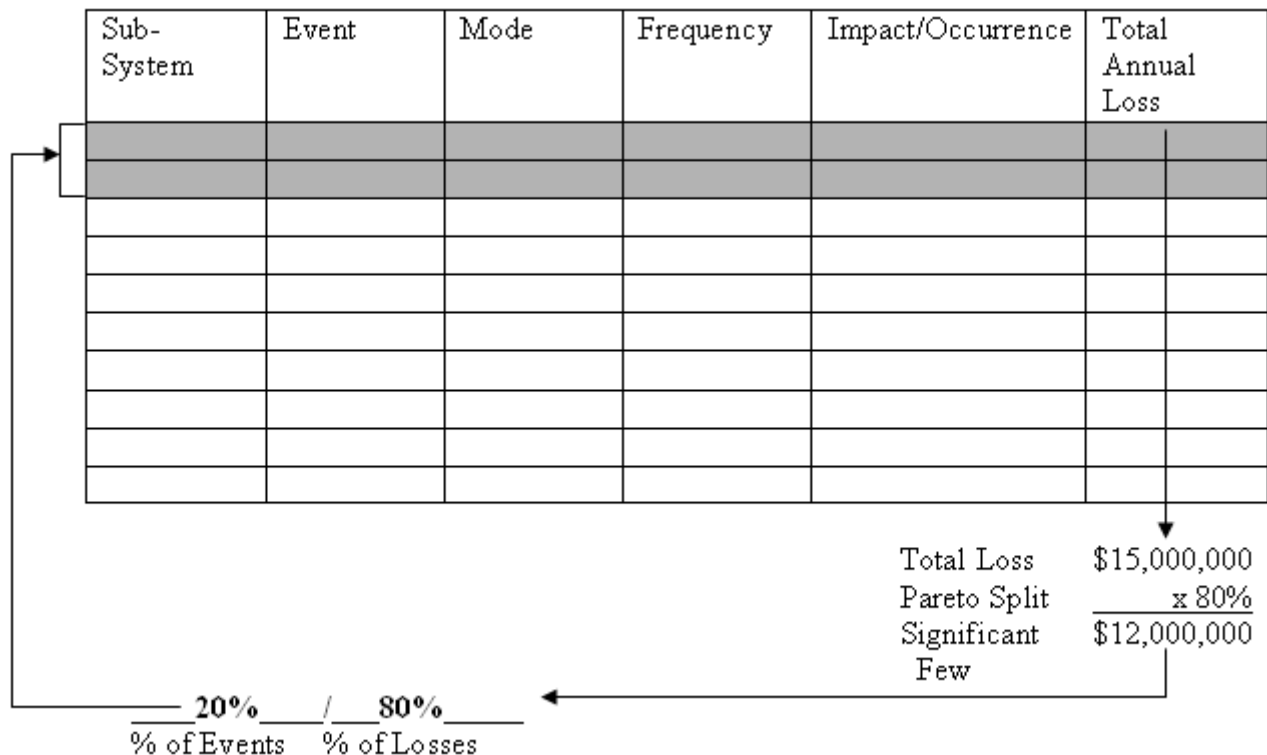 Sub-
System
Event
Mode
Frequency
Impact/Occurrence
Total
Annual
Loss
Total Loss $15,000,000
Pareto Split x 80%
Significant $12,000,000
Few
20% / 80%
% of Events % of Losses